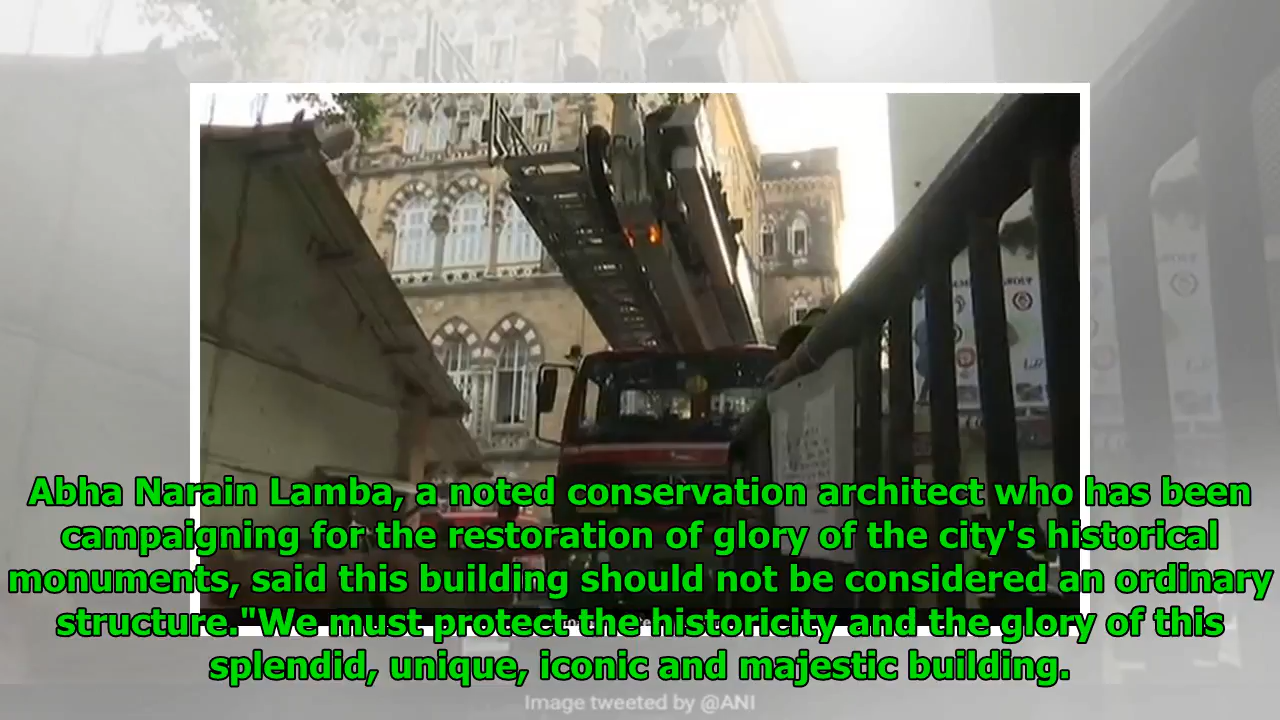 Abha Narain Lamba, a noted conservation architect who has been
campaigning for the restoration of glory of the city's historical
monuments, said this building should not be considered an ordinary
structure."We must protect the historicity and the glory of this
splendid, unique, iconic and majestic building.
Image tweeted by @ANI